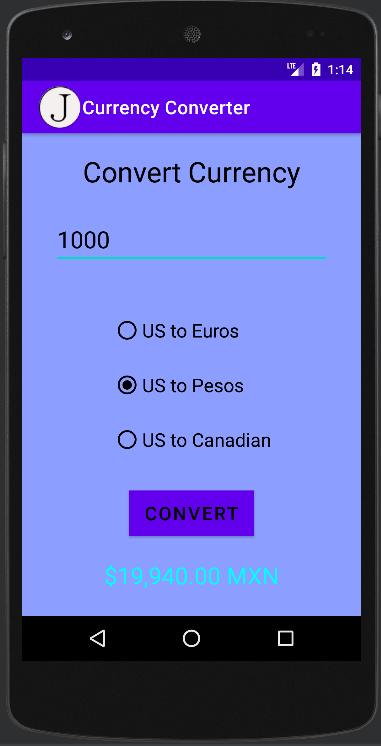 LTE 1:14
J Currency Converter
Convert Currency
1000
US to Euros
US to Pesos
US to Canadian
CONVERT
$19,940.00 MXN